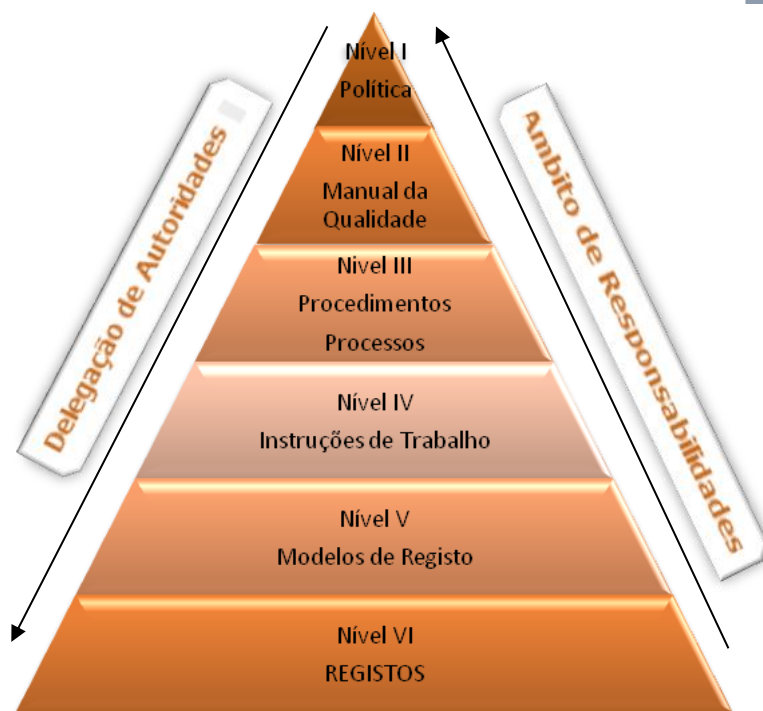 Nível I
Política
Nível II
Manual da
Qualidade
Nivel III
Procedimentos
Processos
Nível IV
Instruções de Trabalho
Nível V
Modelos de Registo
Nível VI
REGISTOS
Delegação de Autoridades
Ambito de Responsabilidades